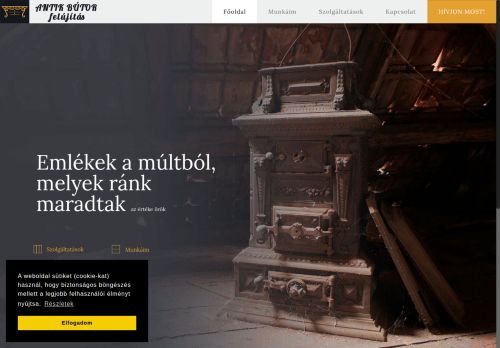 ANTIK BÚTOR
felújítás
Főoldal
Munkáim
Szolgáltatások
Kapcsolat
HÍVJON MOST!
Emlékek a múltból,
melyek ránk
maradtak az értéke örök
Szolgáltatások
Munkáim
A weboldal sütiket (cookie-kat)
használ, hogy biztonságos böngészés
mellett a legjobb felhasználói élményt
nyújtsa. Részletek
Elfogadom